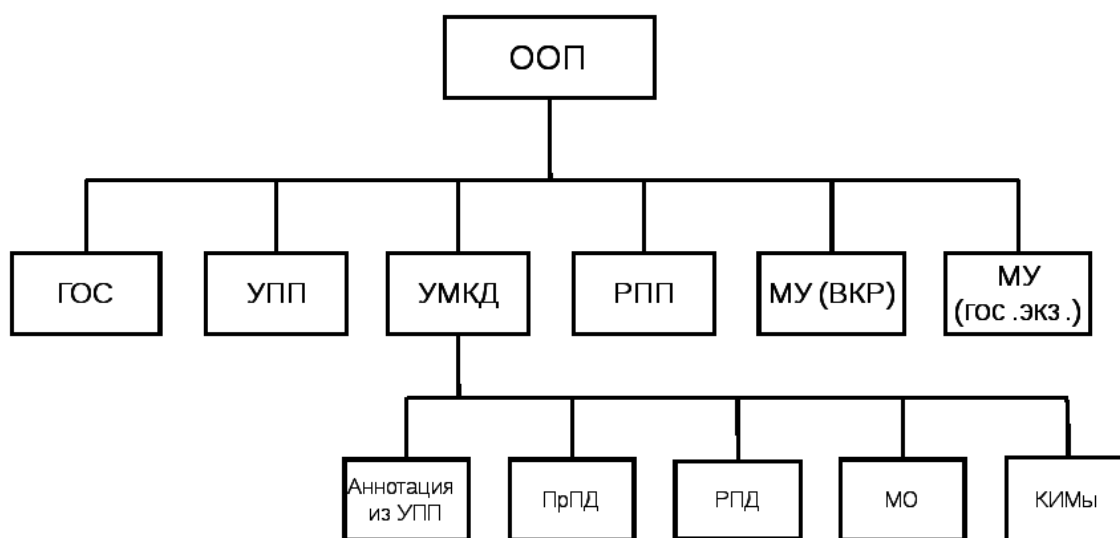 ООП
ГОС
УПП
УМКД
РПП
МУ (ВКР)
МУ
(гос .экз .)
Аннотация
из УПП
ПрПД
РПД
МО
КИМы